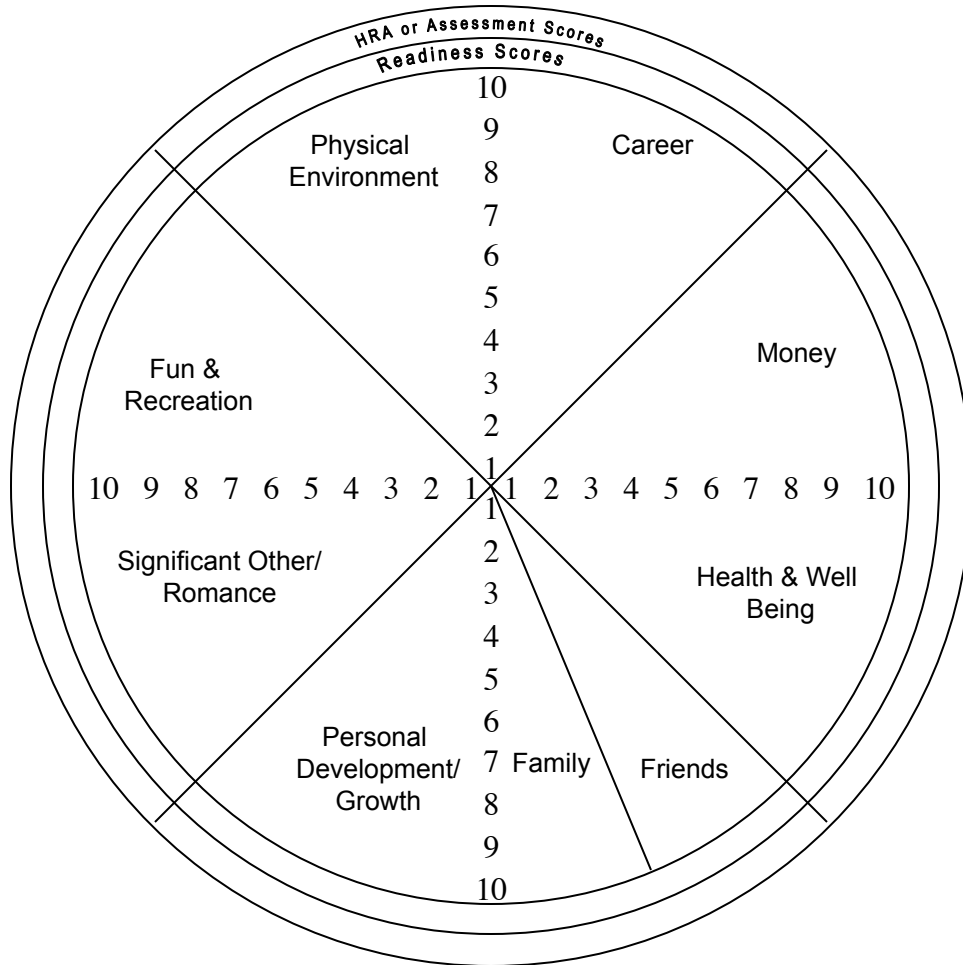 HRA or Assessment Scores
Readiness Scores
10
9
8
7
6
5
4
3
2
1
Physical
Environment
Career
Fun &
Recreation
Money
10 9 8 7 6 5 4 3 2 1 1 2 3 4 5 6 7 8 9 10
Significant Other/
Romance
Health & Well
Being
1
2
3
4
5
6
7
8
9
10
Personal
Development/
Growth
Family
Friends